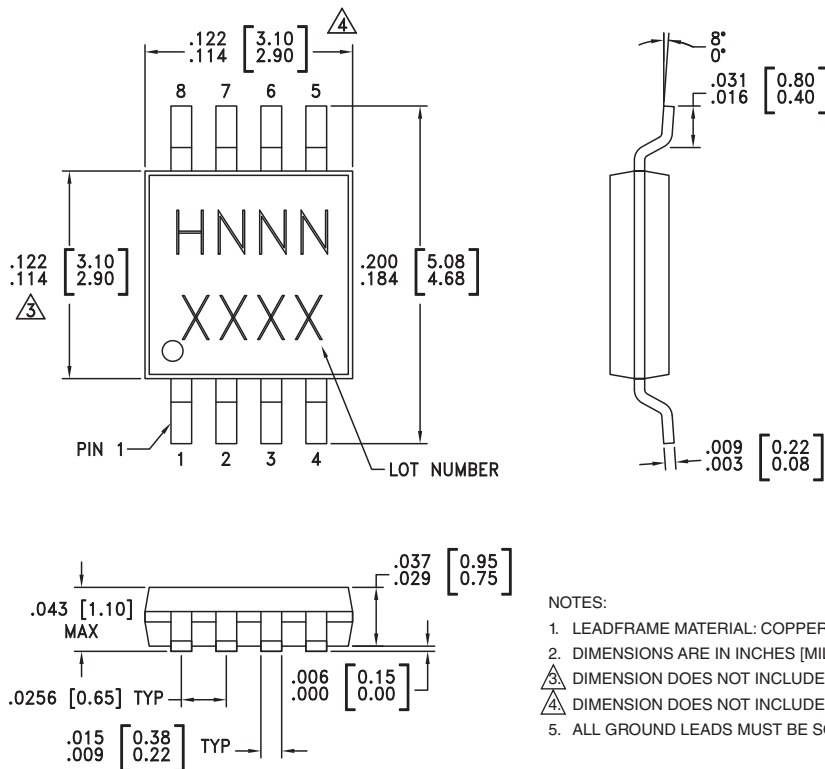 .122 [3.10]
.114 [2.90]
4
8 7 6 5
HNNN
XXXX
.122 [3.10]
.114 [2.90]
3
.200 [5.08]
.184 [4.68]
PIN 1
1 2 3 4
LOT NUMBER
8°
0°
.031 [0.80]
.016 [0.40]
.009 [0.22]
.003 [0.08]
.037 [0.95]
.029 [0.75]
.043 [1.10]
MAX
.0256 [0.65] TYP
.006 [0.15]
.000 [0.00]
.015 [0.38]
.009 [0.22]
TYP
NOTES:
1. LEADFRAME MATERIAL: COPPER
2. DIMENSIONS ARE IN INCHES
3. DIMENSION DOES NOT INCLUDE
4. DIMENSION DOES NOT INCLUDE
5. ALL GROUND LEADS MUST BE